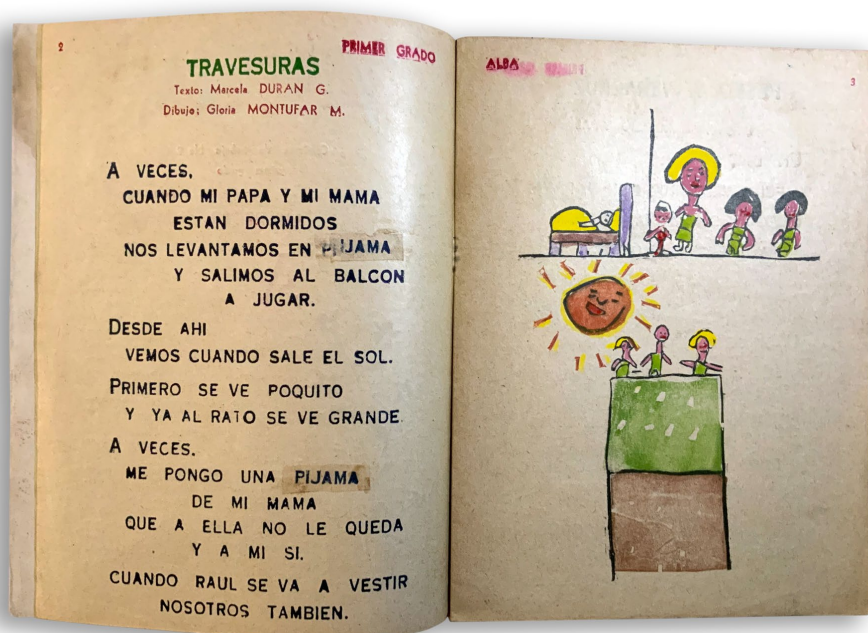 2
PRIMER GRADO
TRAVESURAS
Texto: Marcela DURAN G.
Dibujo: Gloria MONTUFAR M.
A VECES,
CUANDO MI PAPA Y MI MAMA
ESTAN DORMIDOS
NOS LEVANTAMOS EN PIJAMA
Y SALIMOS AL BALCON
A JUGAR.
DESDE AHI
VEMOS CUANDO SALE EL SOL.
PRIMERO SE VE POQUITO
Y YA AL RATO SE VE GRANDE.
A VECES,
ME PONGO UNA PIJAMA
DE MI MAMA
QUE A ELLA NO LE QUEDA
Y A MI SI.
CUANDO RAUL SE VA A VESTIR
NOSOTROS TAMBIEN.
ALBA
3